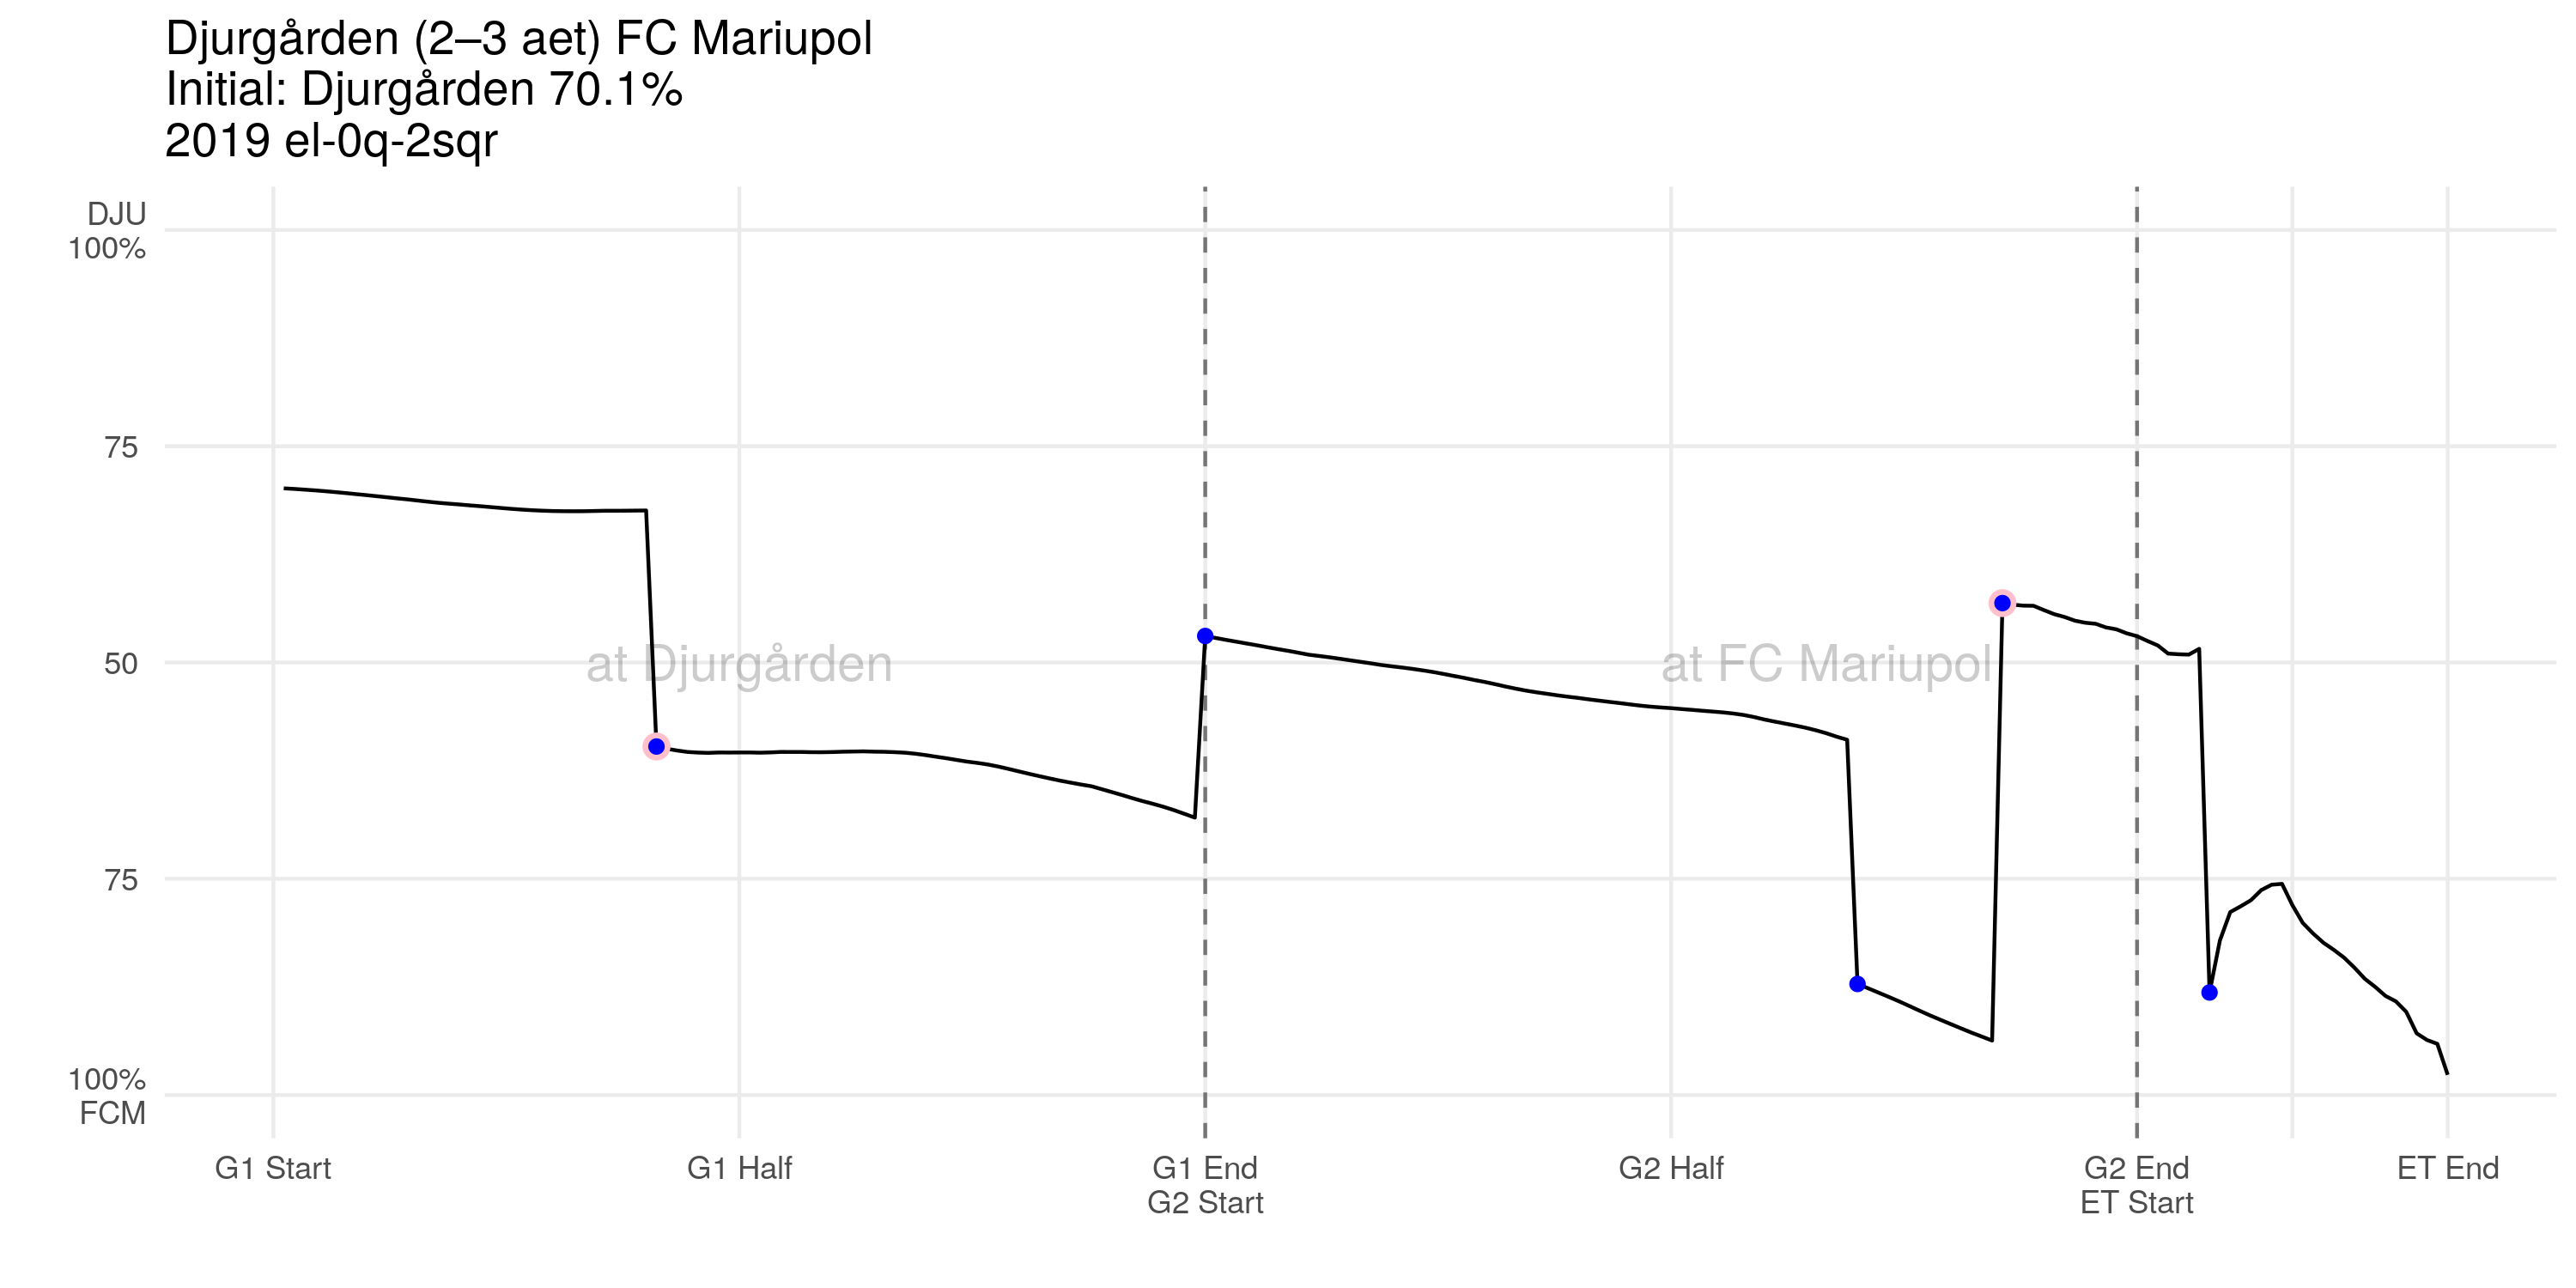 Djurgården (2–3 aet) FC Mariupol
Initial: Djurgården 70.1%
2019 el-0q-2sqr
DJU
100%
75
50
75
100%
FCM
at Djurgården
at FC Mariupol
G1 Start
G1 Half
G1 End
G2 Start
G2 Half
G2 End
ET Start
ET End